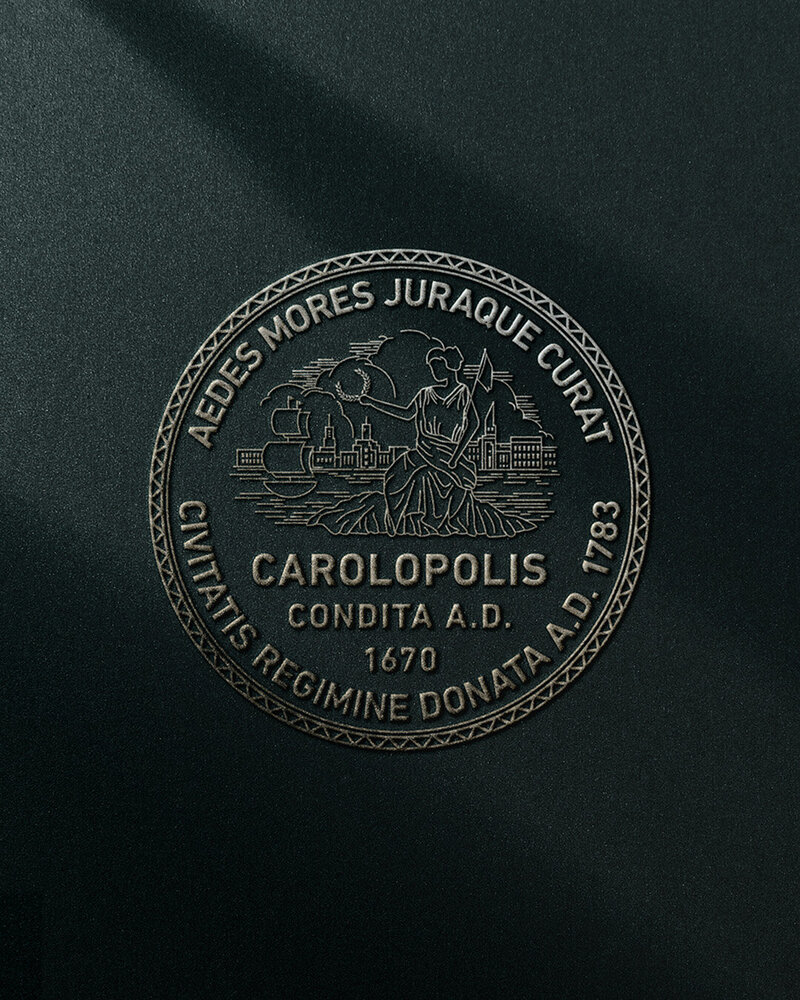 AEDES MORES JURAQUE CURAT
CAROLOPOLIS
CONDITA A.D.
1670
CIVITATIS REGIMINE DONATA A.D. 1783